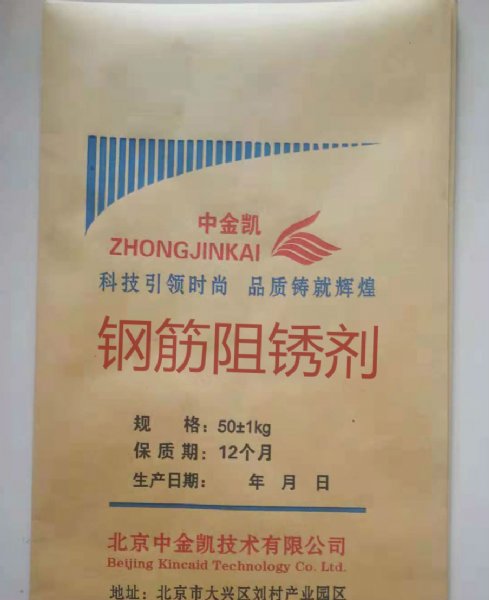 中金凯
ZHONGJINKAI
科技引领时尚 品质铸就辉煌
钢筋阻锈剂
规 格：50±1kg
保 质 期：12个月
生产日期： 年 月 日
北京中金凯技术有限公司
Beijing Kincaid Technology Co. Ltd.
地址：北京市大兴区刘村产业园区